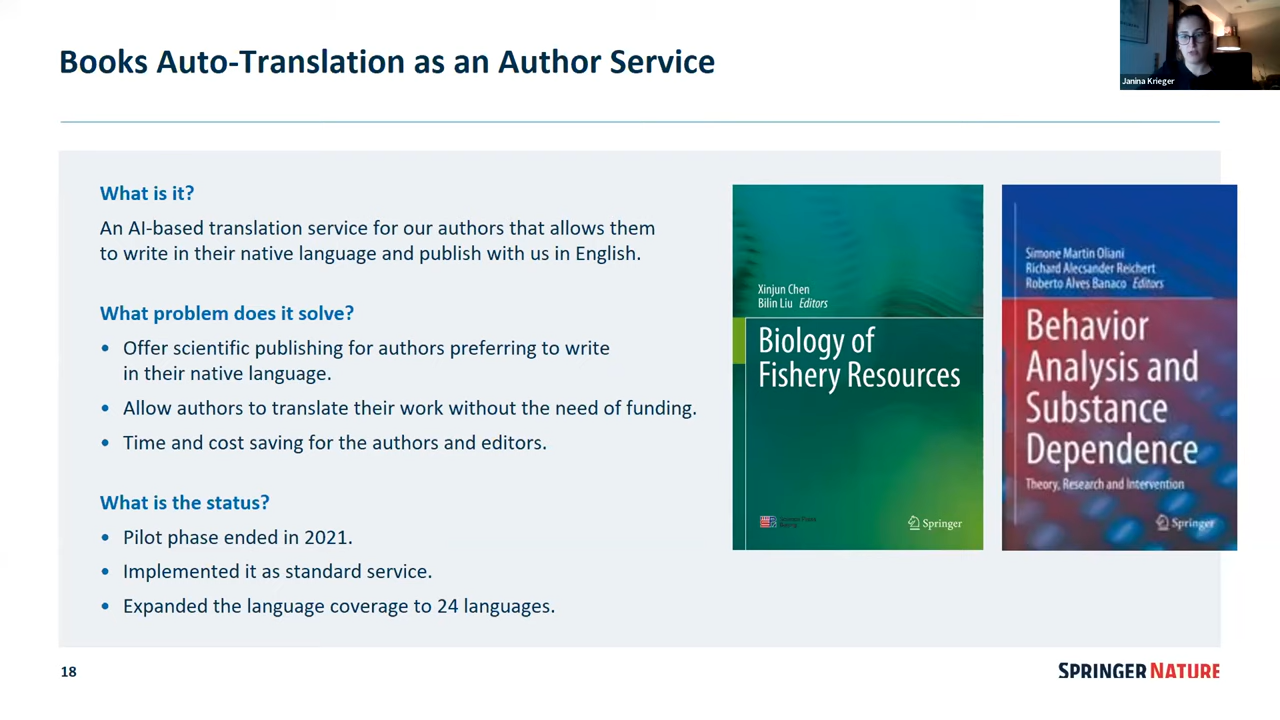 Books Auto-Translation as an Author Service
Janina Krieger
What is it?
An AI-based translation service for our authors that allows them
to write in their native language and publish with us in English.
What problem does it solve?
• Offer scientific publishing for authors preferring to write
in their native language.
• Allow authors to translate their work without the need of funding.
• Time and cost saving for the authors and editors.
What is the status?
• Pilot phase ended in 2021.
• Implemented it as standard service.
• Expanded the language coverage to 24 languages.
Xinjun Chen
Bilin Liu Editors
Biology of
Fishery Resources
Springer
Simone Martin Oliani
Richard Alecsander Reichert
Roberto Alves Banaco Editors
Behavior
Analysis and
Substance
Dependence
Theory, Research and Intervention
Springer
18
SPRINGER NATURE